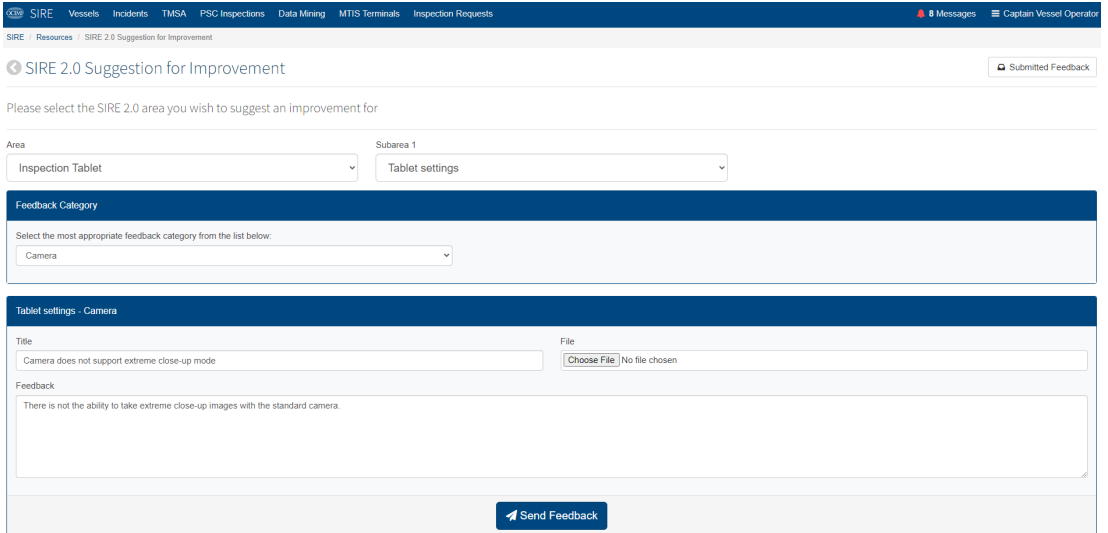 OCIMF SIRE Vessels Incidents TMSA PSC Inspections Data Mining MTIS Terminals Inspection Requests 8 Messages Captain Vessel Operator
SIRE / Resources / SIRE 2.0 Suggestion for Improvement
SIRE 2.0 Suggestion for Improvement Submitted Feedback
Please select the SIRE 2.0 area you wish to suggest an improvement for
Area Subarea 1
Inspection Tablet Tablet settings
Feedback Category
Select the most appropriate feedback category from the list below:
Camera
Tablet settings - Camera
Title File
Camera does not support extreme close-up mode Choose File No file chosen
Feedback
There is not the ability to take extreme close-up images with the standard camera.
Send Feedback